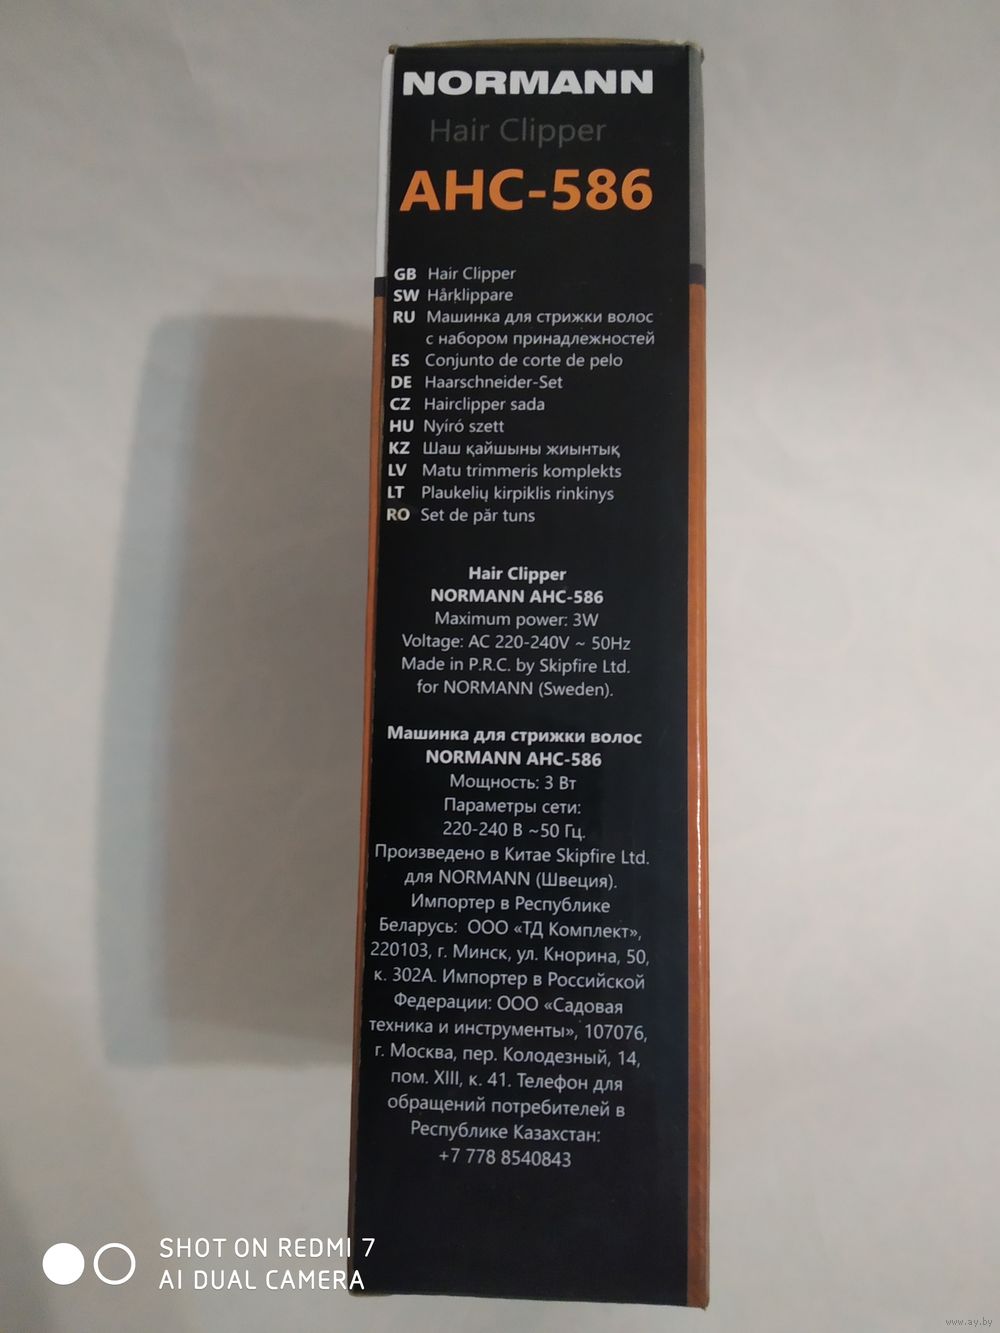 NORMANN
Hair Clipper
AHC-586
GB Hair Clipper
SW Hårklippare
RU Машинка для стрижки волос
с набором принадлежностей
ES Conjunto de corte de pelo
DE Haarschneider-Set
CZ Hairclipper sada
HU Nyíró szett
KZ Шаш қайшыны жиынтық
LV Matu trimmeris komplekts
LT Plaukelių kirpiklis rinkinys
RO Set de păr tuns
Hair Clipper
NORMANN AHC-586
Maximum power: 3W
Voltage: AC 220-240V ~ 50Hz
Made in P.R.C. by Skipfire Ltd.
for NORMANN (Sweden).
Машинка для стрижки волос
NORMANN AHC-586
Мощность: 3 Вт
Параметры сети:
220-240 В ~50 Гц.
Произведено в Китае Skipfire Ltd.
для NORMANN (Швеция).
Импортер в Республике
Беларусь: ООО «ТД Комплект»,
220103, г. Минск, ул. Кнорина, 50,
к. 302А. Импортер в Российской
Федерации: ООО «Садовая
техника и инструменты», 107076,
г. Москва, пер. Колодезный, 14,
пом. XIII, к. 41. Телефон для
обращений потребителей в
Республике Казахстан:
+7 778 8540843
SHOT ON REDMI 7
AI DUAL CAMERA
www.ay.by